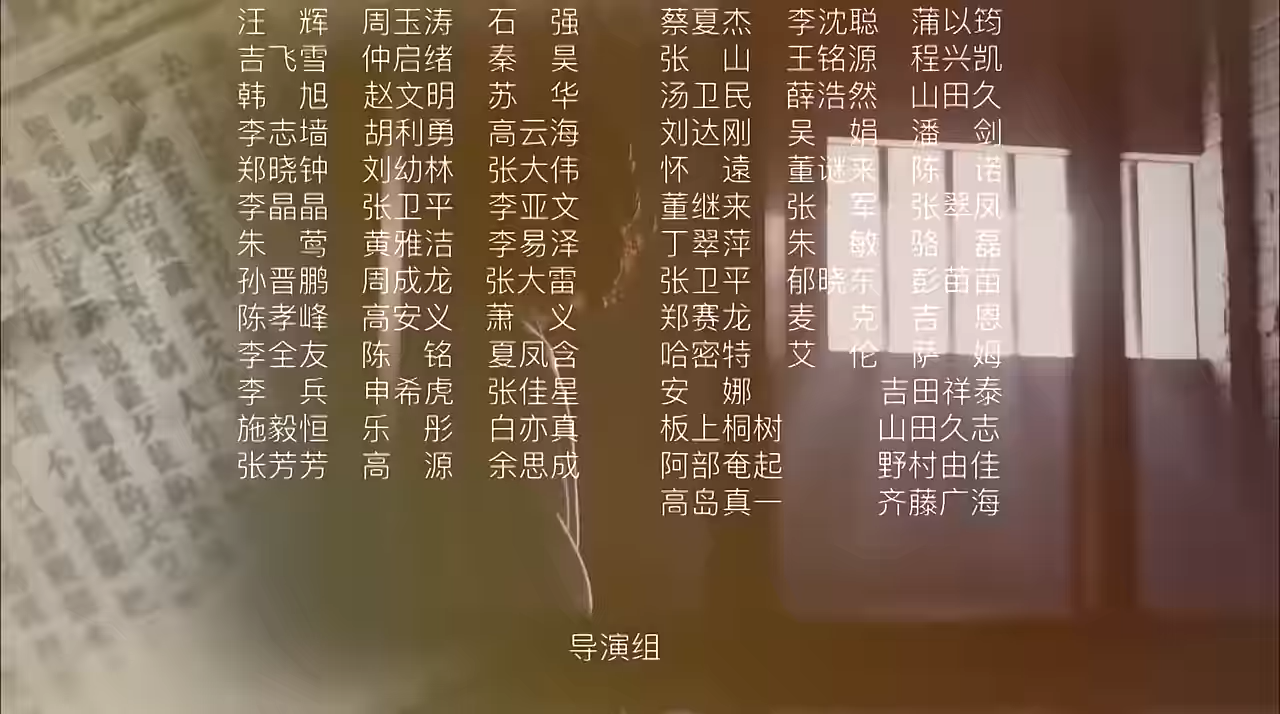 汪　辉 周玉涛 石　强 蔡夏杰 李沈聪 蒲以筠
吉飞雪 仲启绪 秦　昊 张　山 王铭源 程兴凯
韩　旭 赵文明 苏　华 汤卫民 薛浩然 山田久
李志墙 胡利勇 高云海 刘达刚 吴　娟 潘　剑
郑晓钟 刘幼林 张大伟 怀　遠 董谜来 陈　诺
李晶晶 张卫平 李亚文 董继来 张　军 张翠凤
朱　莺 黄雅洁 李易泽 丁翠萍 朱　敏 骆　磊
孙晋鹏 周成龙 张大雷 张卫平 郁晓东 彭苗苗
陈孝峰 高安义 萧　义 郑赛龙 麦　克 吉　恩
李全友 陈　铭 夏凤含 哈密特 艾　伦 萨　姆
李　兵 申希虎 张佳星 安　娜 吉田祥泰
施毅恒 乐　彤 白亦真 板上桐树 山田久志
张芳芳 高　源 余思成 阿部奄起 野村由佳
高岛真一 齐藤广海
导演组